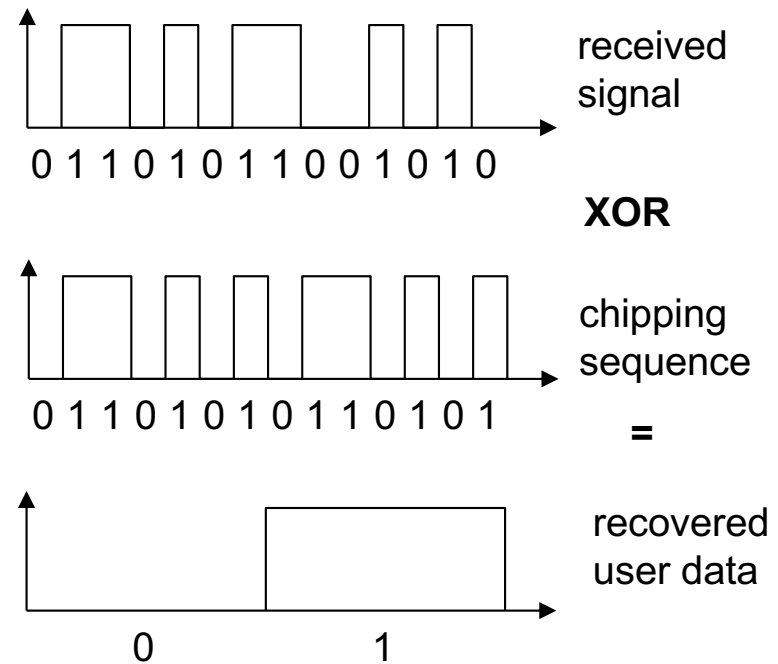 received
signal
0 1 1 0 1 0 1 1 0 0 1 0 1 0
XOR
chipping
sequence
0 1 1 0 1 0 1 0 1 1 0 1 0 1
=
recovered
user data
0 1